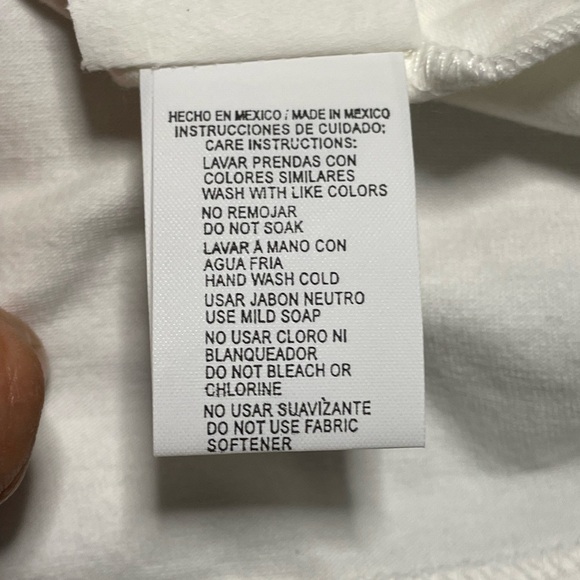 HECHO EN MEXICO / MADE IN MEXICO
INSTRUCCIONES DE CUIDADO:
CARE INSTRUCTIONS:
LAVAR PRENDAS CON
COLORES SIMILARES
WASH WITH LIKE COLORS
NO REMOJAR
DO NOT SOAK
LAVAR A MANO CON
AGUA FRIA
HAND WASH COLD
USAR JABON NEUTRO
USE MILD SOAP
NO USAR CLORO NI
BLANQUEADOR
DO NOT BLEACH OR
CHLORINE
NO USAR SUAVIZANTE
DO NOT USE FABRIC
SOFTENER